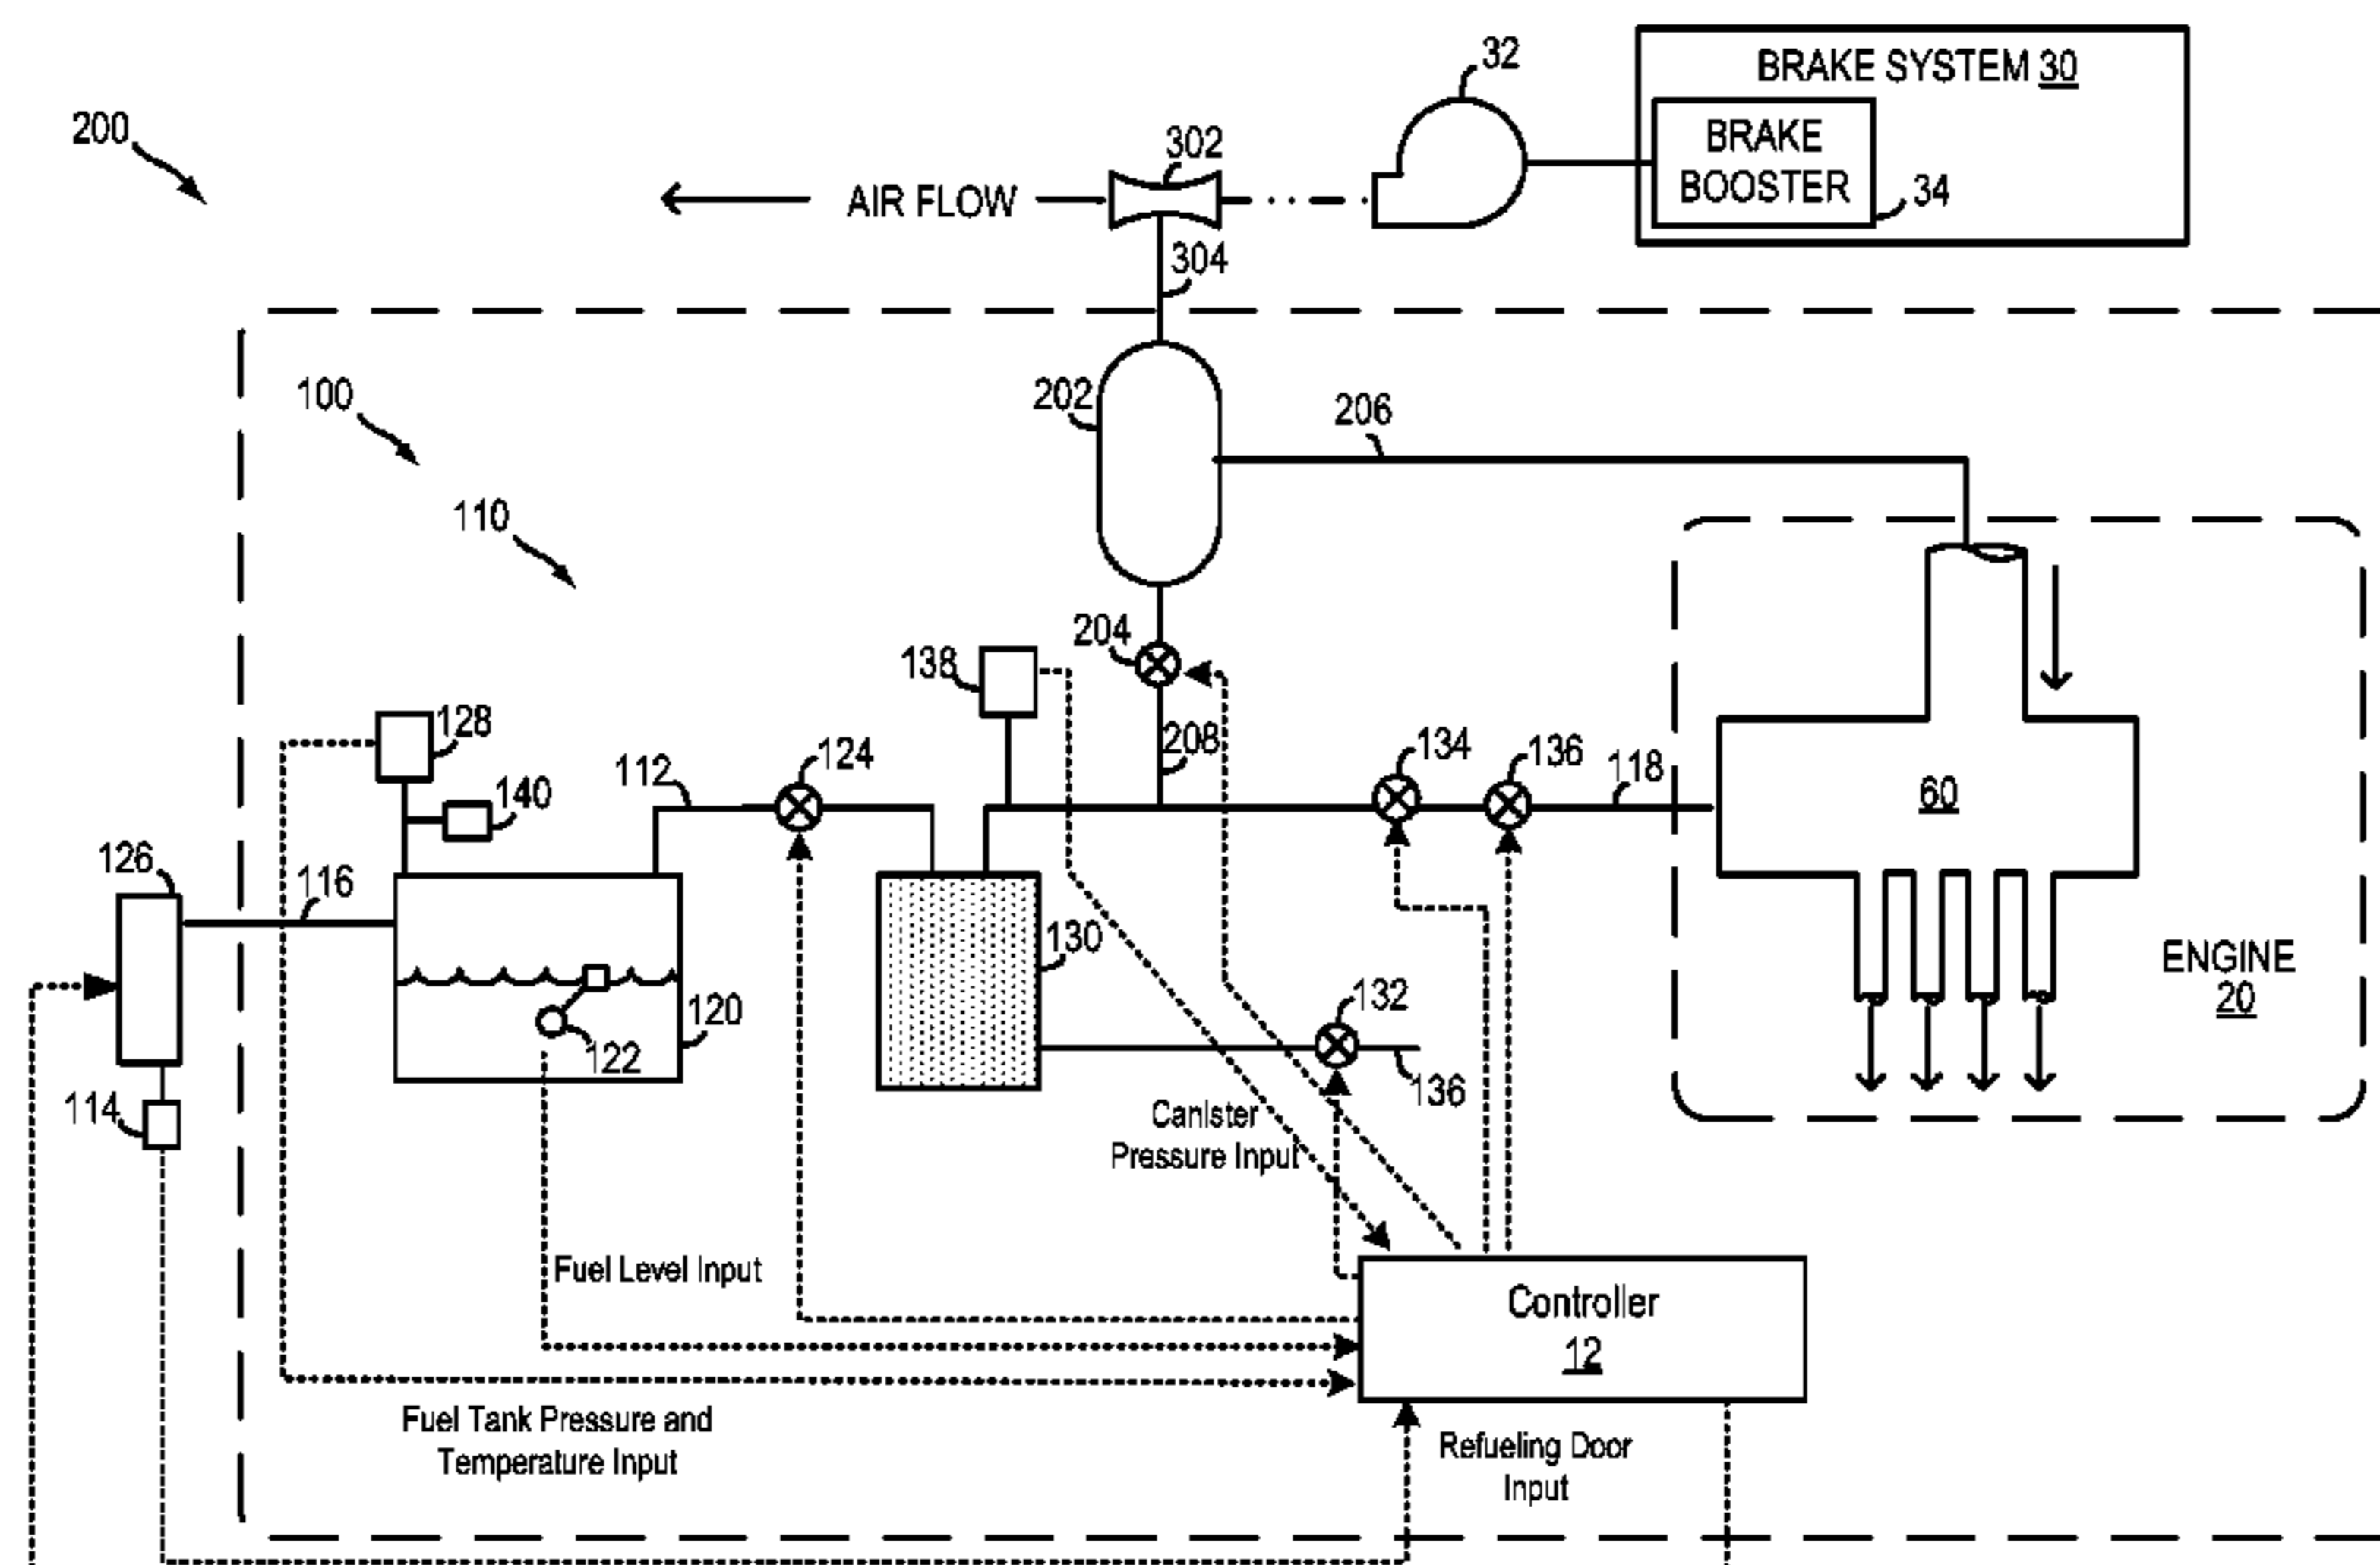 32
BRAKE SYSTEM 30
200
302
BRAKE
BOOSTER
34
AIR FLOW
304
100
202
206
110
204
138
128
208
134
136
124
112
118
140
60
126
116
130
ENGINE
20
132
120
122
136
114
Canister
Pressure Input
Fuel Level Input
Controller
12
Fuel Tank Pressure and
Temperature Input
Refueling Door
Input